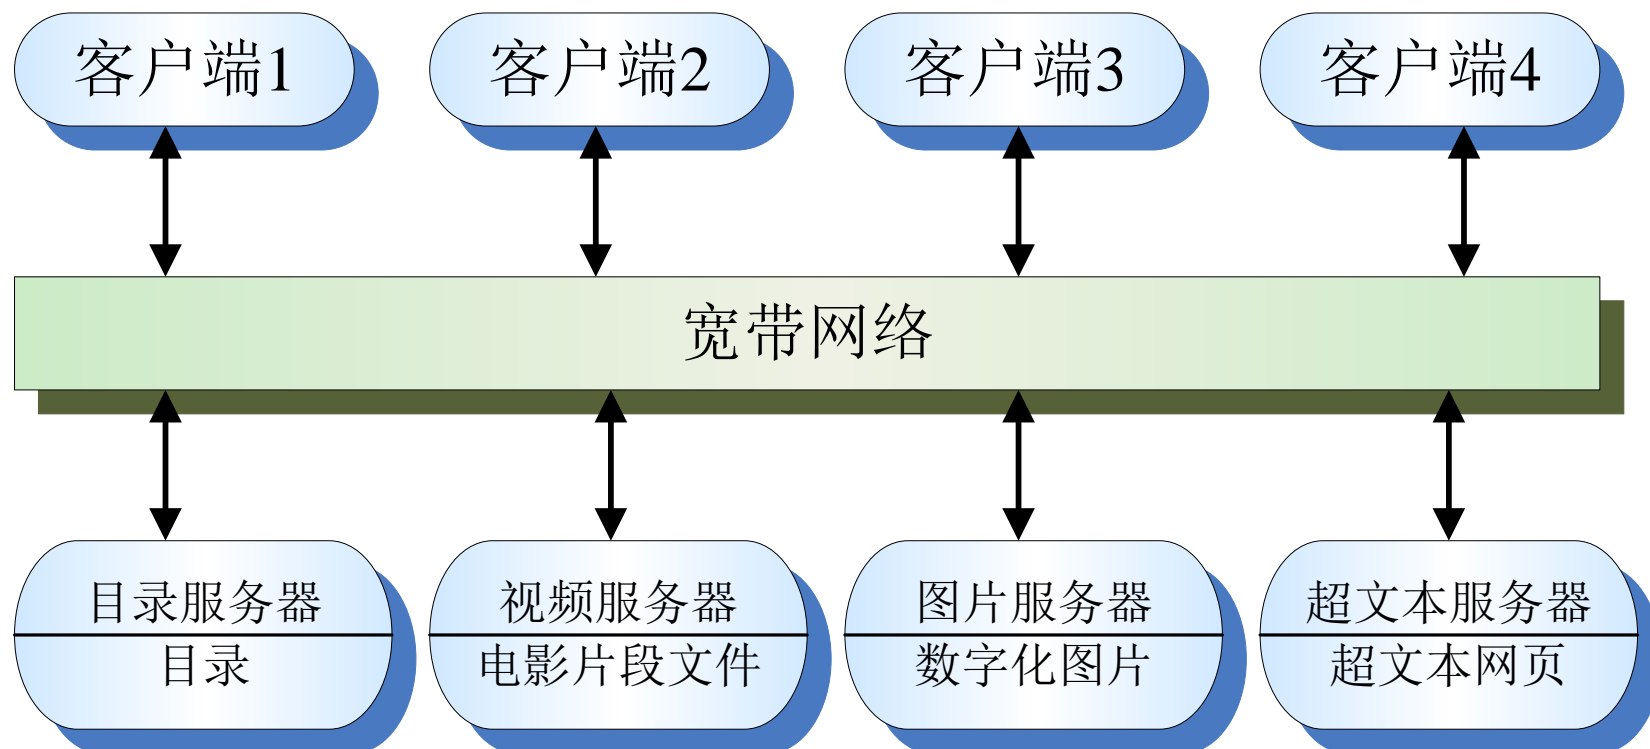 客户端1
客户端2
客户端3
客户端4
宽带网络
目录服务器
目录
视频服务器
电影片段文件
图片服务器
数字化图片
超文本服务器
超文本网页